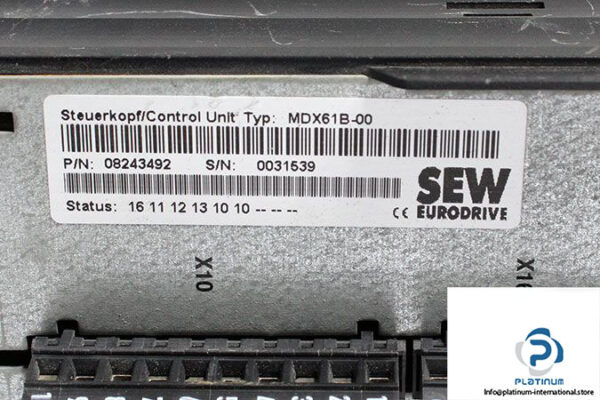 Steuerkopf/Control Unit Typ: MDX61B-00
P/N: 08243492 S/N: 0031539
SEW
EURODRIVE
Status: 16 11 12 13 10 10 -- -- --
CE
X10
PLATINUM
Info@platinum-international.store